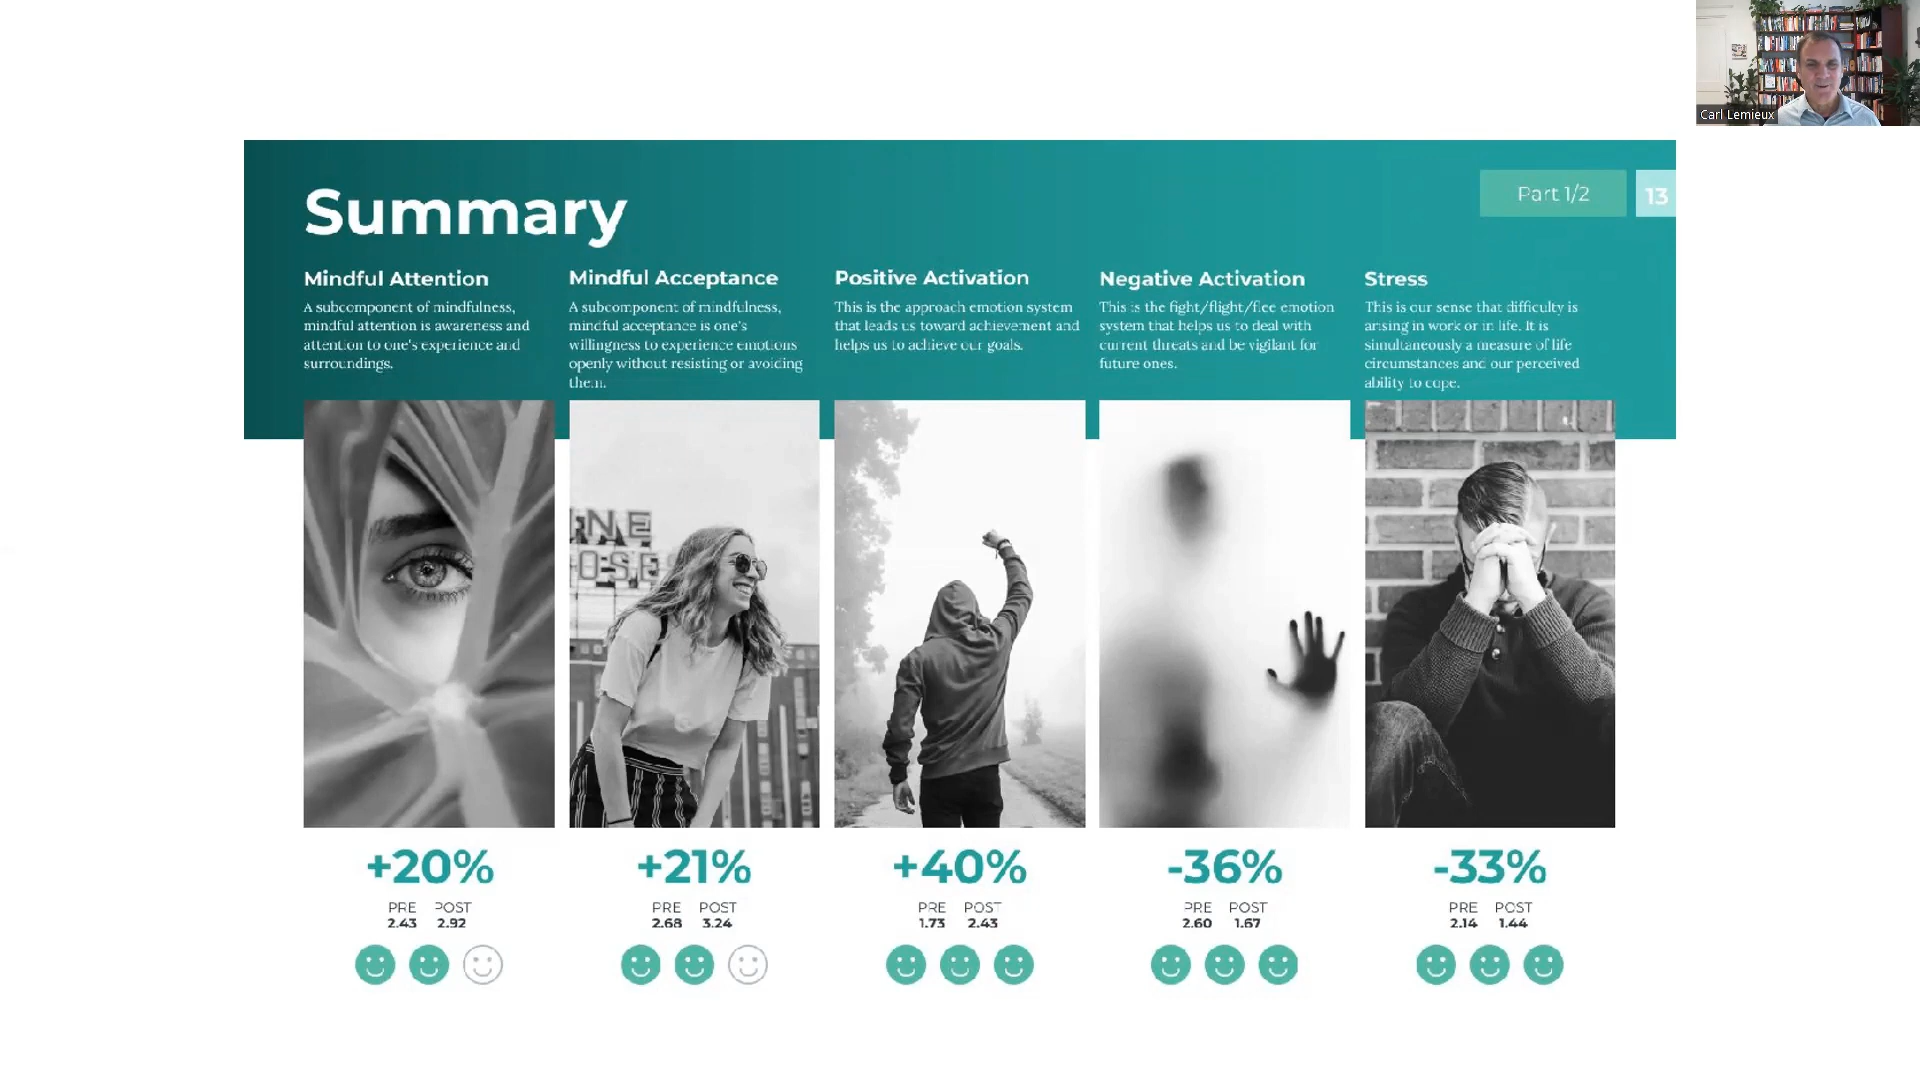 Carl Lemieux
Summary
Part 1/2
13
Mindful Attention
A subcomponent of mindfulness,
mindful attention is awareness and
attention to one's experience and
surroundings.
Mindful Acceptance
A subcomponent of mindfulness,
mindful acceptance is one's
willingness to experience emotions
openly without resisting or avoiding
them.
Positive Activation
This is the approach emotion system
that leads us toward achievement and
helps us to achieve our goals.
Negative Activation
This is the fight/flight/flee emotion
system that helps us to deal with
current threats and be vigilant for
future ones.
Stress
This is our sense that difficulty is
arising in work or in life. It is
simultaneously a measure of life
circumstances and our perceived
ability to cope.
NE
OSE
+20%
PRE POST
2.43 2.92
+21%
PRE POST
2.68 3.24
+40%
PRE POST
1.73 2.43
-36%
PRE POST
2.60 1.67
-33%
PRE POST
2.14 1.44